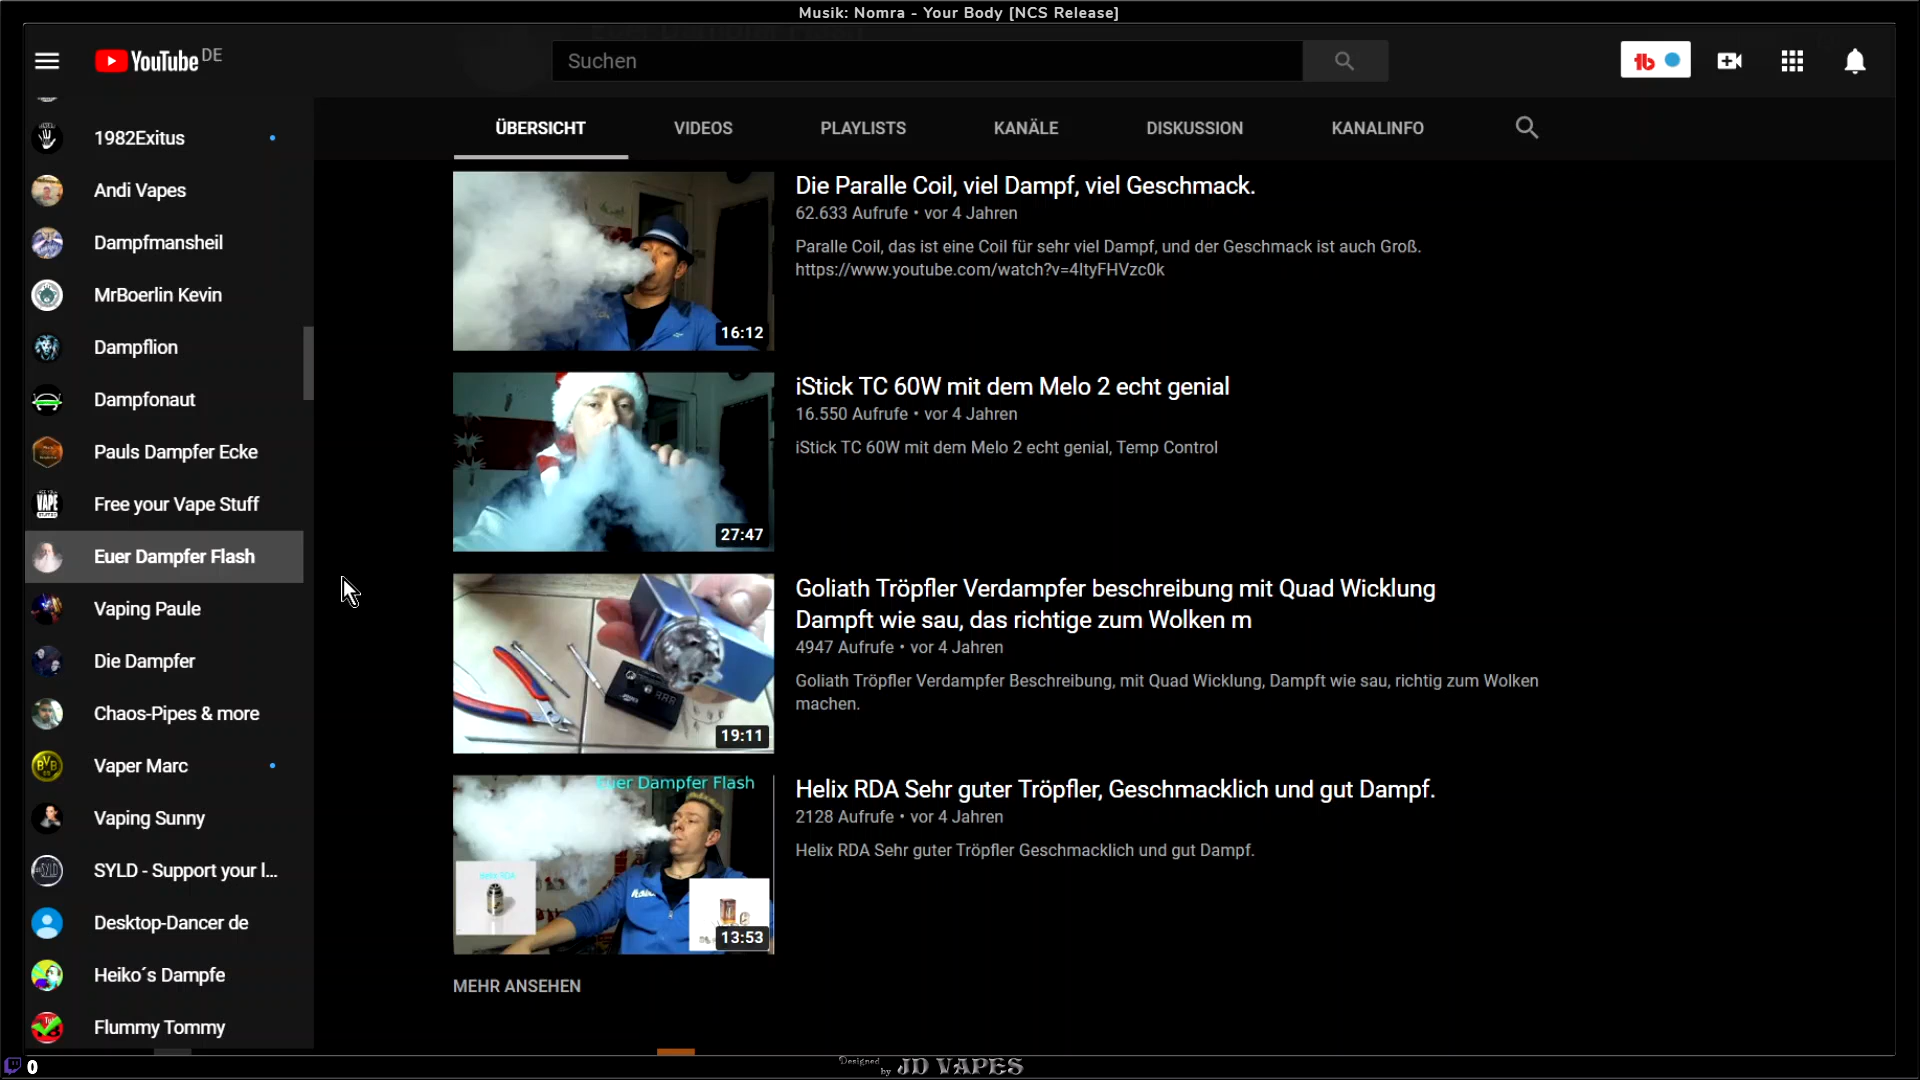 Musik: Nomra - Your Body [NCS Release]
YouTube DE
Suchen
ÜBERSICHT
VIDEOS
PLAYLISTS
KANÄLE
DISKUSSION
KANALINFO
1982Exitus
Andi Vapes
Dampfmansheil
MrBoerlin Kevin
Dampflion
Dampfonaut
Pauls Dampfer Ecke
Free your Vape Stuff
Euer Dampfer Flash
Vaping Paule
Die Dampfer
Chaos-Pipes & more
Vaper Marc
Vaping Sunny
SYLD - Support your l...
Desktop-Dancer de
Heiko´s Dampfe
Flummy Tommy
Die Paralle Coil, viel Dampf, viel Geschmack.
62.633 Aufrufe • vor 4 Jahren
Paralle Coil, das ist eine Coil für sehr viel Dampf, und der Geschmack ist auch Groß.
https://www.youtube.com/watch?v=4ItyFHVzc0k
16:12
iStick TC 60W mit dem Melo 2 echt genial
16.550 Aufrufe • vor 4 Jahren
iStick TC 60W mit dem Melo 2 echt genial, Temp Control
27:47
Goliath Tröpfler Verdampfer beschreibung mit Quad Wicklung
Dampft wie sau, das richtige zum Wolken m
4947 Aufrufe • vor 4 Jahren
Goliath Tröpfler Verdampfer Beschreibung, mit Quad Wicklung, Dampft wie sau, richtig zum Wolken
machen.
19:11
Euer Dampfer Flash
Helix RDA
13:53
Helix RDA Sehr guter Tröpfler, Geschmacklich und gut Dampf.
2128 Aufrufe • vor 4 Jahren
Helix RDA Sehr guter Tröpfler Geschmacklich und gut Dampf.
MEHR ANSEHEN
0
Designed
by JD VAPES